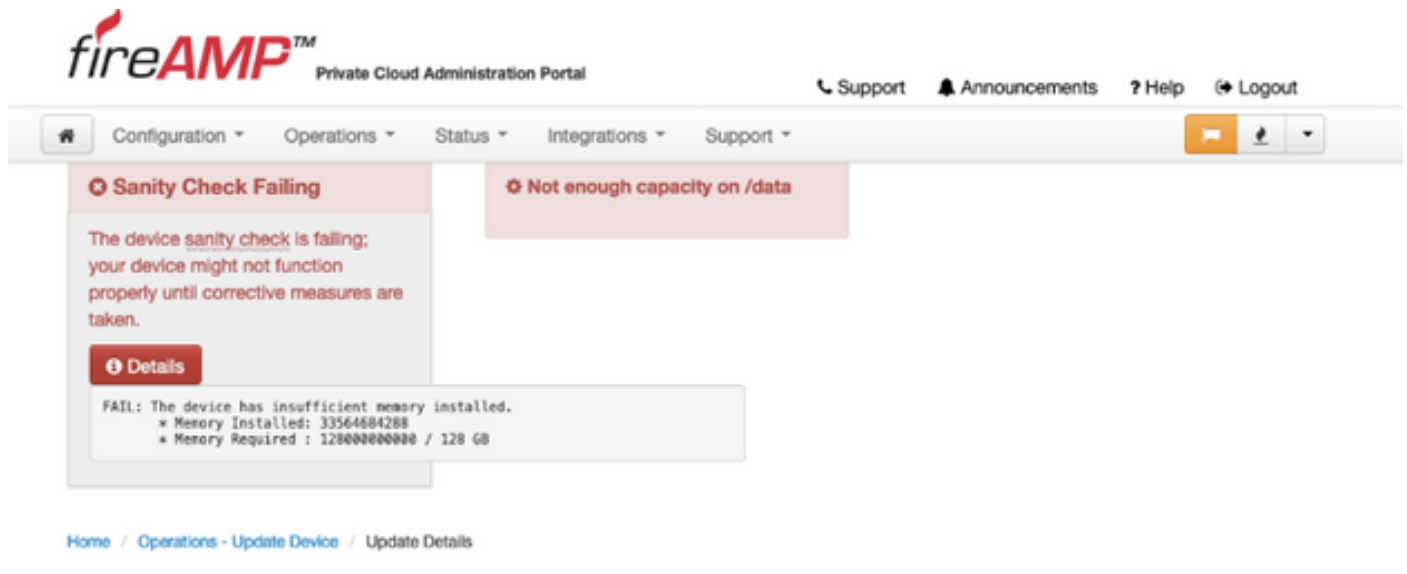 fireAMP™ Private Cloud Administration Portal
Support Announcements ? Help Logout
Configuration Operations Status Integrations Support
Sanity Check Failing
The device sanity check is failing;
your device might not function
properly until corrective measures are
taken.
Details
FAIL: The device has insufficient memory installed.
* Memory Installed: 33564684288
* Memory Required : 128000000000 / 128 GB
Not enough capacity on /data
Home / Operations - Update Device / Update Details